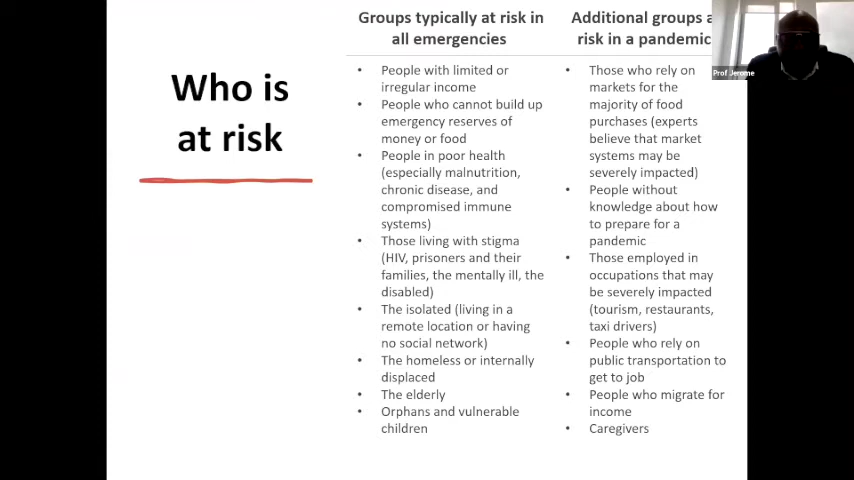 Who is
at risk
Groups typically at risk in
all emergencies
• People with limited or
irregular income
• People who cannot build up
emergency reserves of
money or food
• People in poor health
(especially malnutrition,
chronic disease, and
compromised immune
systems)
• Those living with stigma
(HIV, prisoners and their
families, the mentally ill, the
disabled)
• The isolated (living in a
remote location or having
no social network)
• The homeless or internally
displaced
• The elderly
• Orphans and vulnerable
children
Additional groups a
risk in a pandemic
• Those who rely on
markets for the
majority of food
purchases (experts
believe that market
systems may be
severely impacted)
• People without
knowledge about how
to prepare for a
pandemic
• Those employed in
occupations that may
be severely impacted
(tourism, restaurants,
taxi drivers)
• People who rely on
public transportation to
get to job
• People who migrate for
income
• Caregivers
Prof Jerome